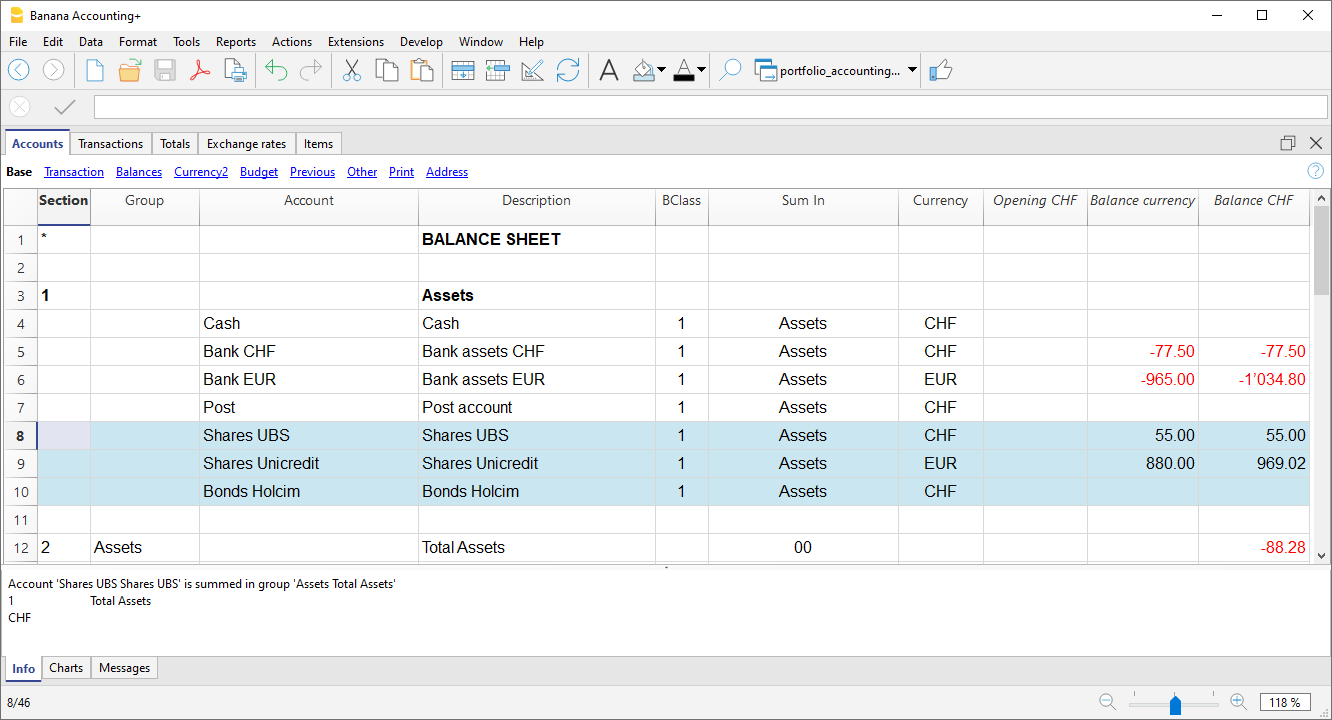 Banana Accounting+
File Edit Data Format Tools Reports Actions Extensions Develop Window Help
portfolio_accounting...
Accounts Transactions Totals Exchange rates Items
Base Transaction Balances Currency2 Budget Previous Other Print Address
Section Group Account Description BClass Sum In Currency Opening CHF Balance currency Balance CHF
1 * BALANCE SHEET
2
3 1 Assets
4 Cash Cash 1 Assets CHF
5 Bank CHF Bank assets CHF 1 Assets CHF -77.50 -77.50
6 Bank EUR Bank assets EUR 1 Assets EUR -965.00 -1’034.80
7 Post Post account 1 Assets CHF
8 Shares UBS Shares UBS 1 Assets CHF 55.00 55.00
9 Shares Unicredit Shares Unicredit 1 Assets EUR 880.00 969.02
10 Bonds Holcim Bonds Holcim 1 Assets CHF
11
12 2 Assets Total Assets 00 -88.28
Account 'Shares UBS Shares UBS' is summed in group 'Assets Total Assets'
1 Total Assets
CHF
Info Charts Messages
8/46 118 %